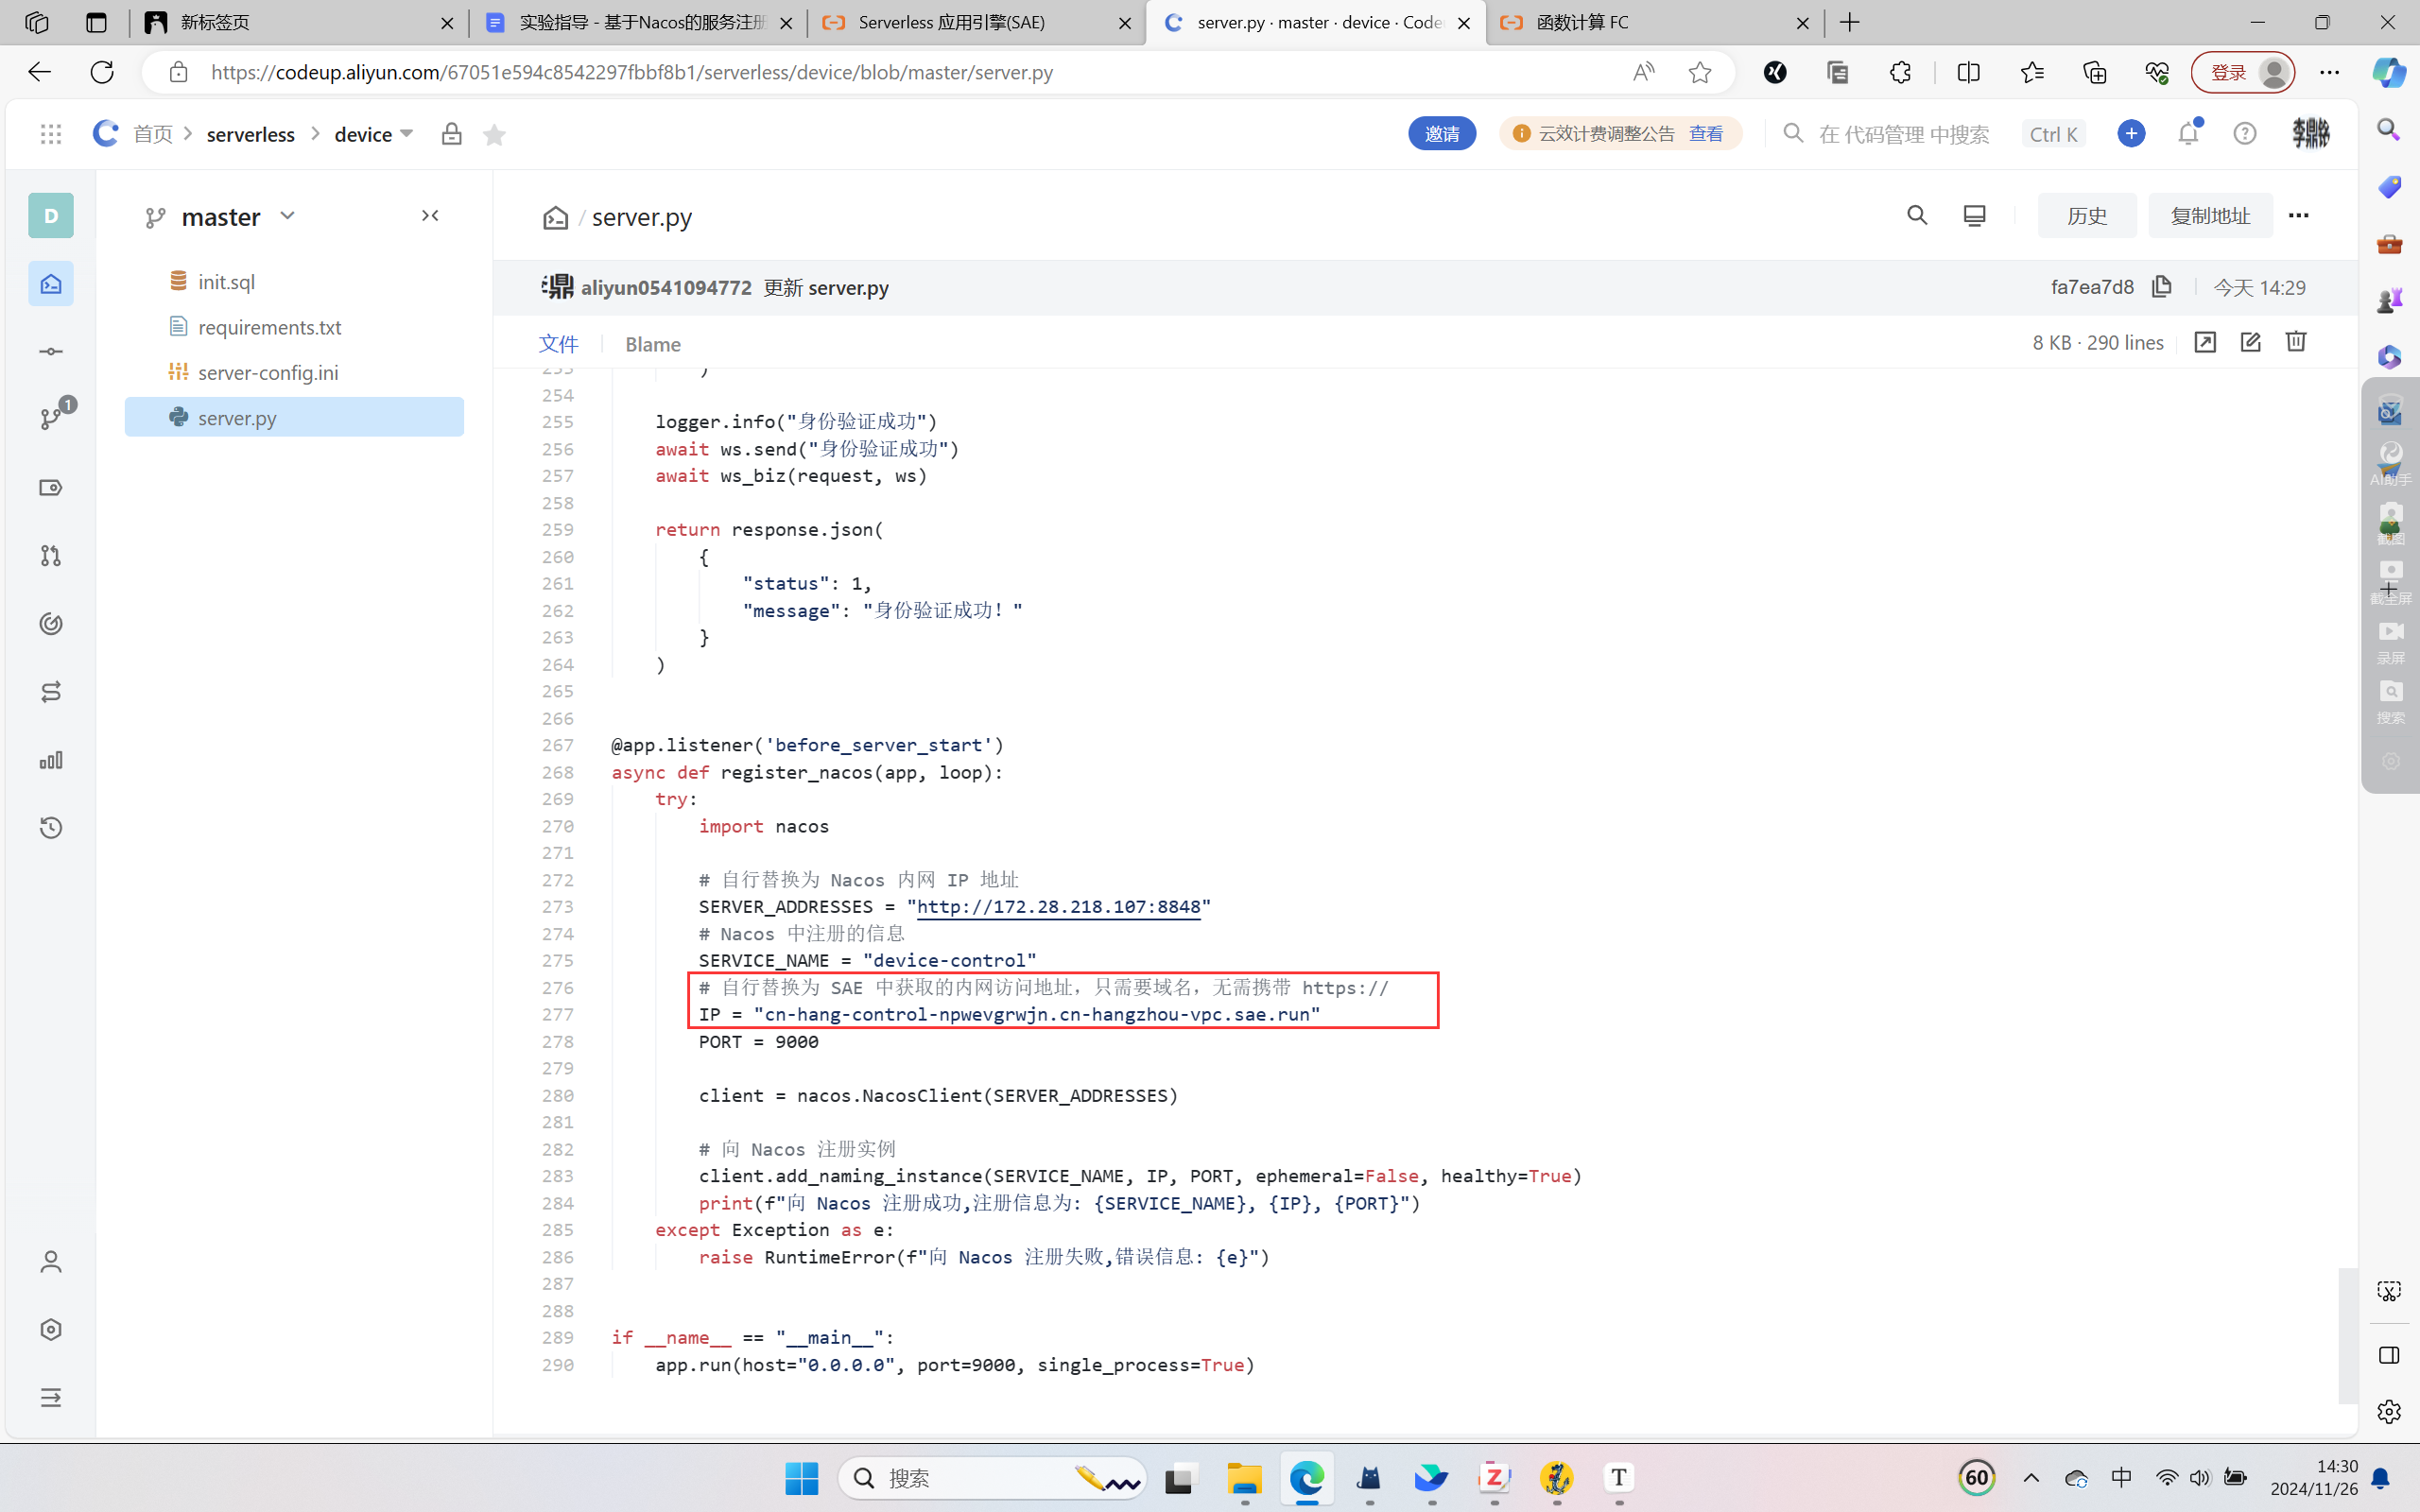 新标签页
实验指导 - 基于Nacos的服务注册
Serverless 应用引擎(SAE)
server.py · master · device · Code
函数计算 FC
https://codeup.aliyun.com/67051e594c8542297fbbf8b1/serverless/device/blob/master/server.py
登录
首页
serverless
device
邀请
云效计费调整公告 查看
在 代码管理 中搜索
Ctrl K
李鼎铭
D
master
server.py
历史
复制地址
init.sql
aliyun0541094772 更新 server.py
fa7ea7d8
今天 14:29
requirements.txt
文件
Blame
8 KB · 290 lines
server-config.ini
server.py
1
253 )
254
255 logger.info("身份验证成功")
256 await ws.send("身份验证成功")
257 await ws_biz(request, ws)
258
259 return response.json(
260 {
261 "status": 1,
262 "message": "身份验证成功！"
263 }
264 )
265
266
267 @app.listener('before_server_start')
268 async def register_nacos(app, loop):
269 try:
270 import nacos
271
272 # 自行替换为 Nacos 内网 IP 地址
273 SERVER_ADDRESSES = "http://172.28.218.107:8848"
274 # Nacos 中注册的信息
275 SERVICE_NAME = "device-control"
276 # 自行替换为 SAE 中获取的内网访问地址，只需要域名，无需携带 https://
277 IP = "cn-hang-control-npwevgrwjn.cn-hangzhou-vpc.sae.run"
278 PORT = 9000
279
280 client = nacos.NacosClient(SERVER_ADDRESSES)
281
282 # 向 Nacos 注册实例
283 client.add_naming_instance(SERVICE_NAME, IP, PORT, ephemeral=False, healthy=True)
284 print(f"向 Nacos 注册成功,注册信息为: {SERVICE_NAME}, {IP}, {PORT}")
285 except Exception as e:
286 raise RuntimeError(f"向 Nacos 注册失败,错误信息: {e}")
287
288
289 if __name__ == "__main__":
290 app.run(host="0.0.0.0", port=9000, single_process=True)
AI助手
截图
截全屏
录屏
搜索
搜索
60
中
14:30
2024/11/26